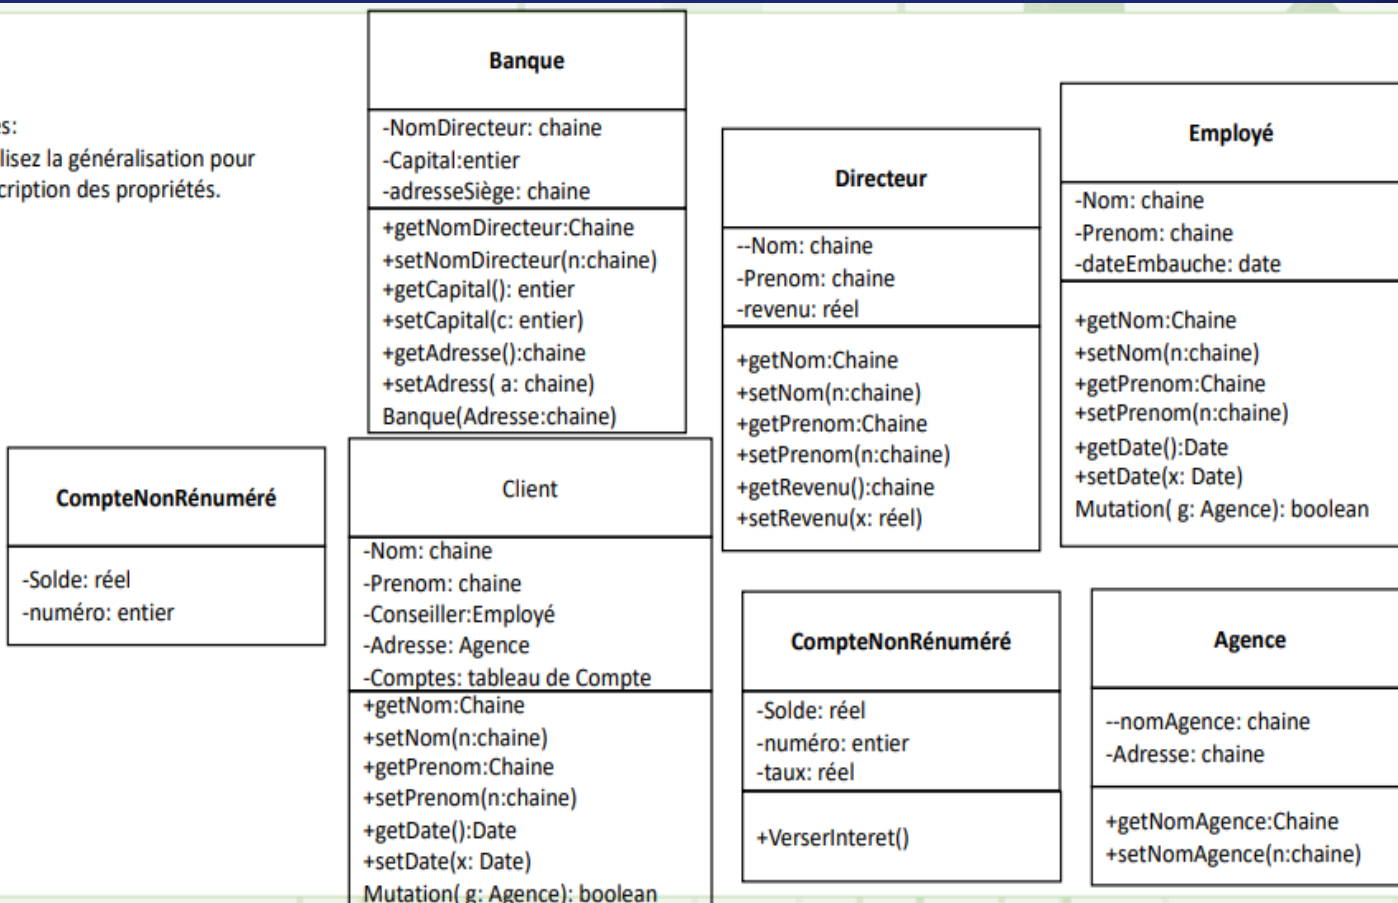 es:
lisez la généralisation pour
cription des propriétés.
Banque
-NomDirecteur: chaine
-Capital:entier
-adresseSiège: chaine
+getNomDirecteur:Chaine
+setNomDirecteur(n:chaine)
+getCapital(): entier
+setCapital(c: entier)
+getAdresse():chaine
+setAdress( a: chaine)
Banque(Adresse:chaine)
Directeur
--Nom: chaine
-Prenom: chaine
-revenu: réel
+getNom:Chaine
+setNom(n:chaine)
+getPrenom:Chaine
+setPrenom(n:chaine)
+getRevenu():chaine
+setRevenu(x: réel)
Employé
-Nom: chaine
-Prenom: chaine
-dateEmbauche: date
+getNom:Chaine
+setNom(n:chaine)
+getPrenom:Chaine
+setPrenom(n:chaine)
+getDate():Date
+setDate(x: Date)
Mutation( g: Agence): boolean
CompteNonRénuméré
-Solde: réel
-numéro: entier
Client
-Nom: chaine
-Prenom: chaine
-Conseiller:Employé
-Adresse: Agence
-Comptes: tableau de Compte
+getNom:Chaine
+setNom(n:chaine)
+getPrenom:Chaine
+setPrenom(n:chaine)
+getDate():Date
+setDate(x: Date)
Mutation( g: Agence): boolean
CompteNonRénuméré
-Solde: réel
-numéro: entier
-taux: réel
+VerserInteret()
Agence
--nomAgence: chaine
-Adresse: chaine
+getNomAgence:Chaine
+setNomAgence(n:chaine)